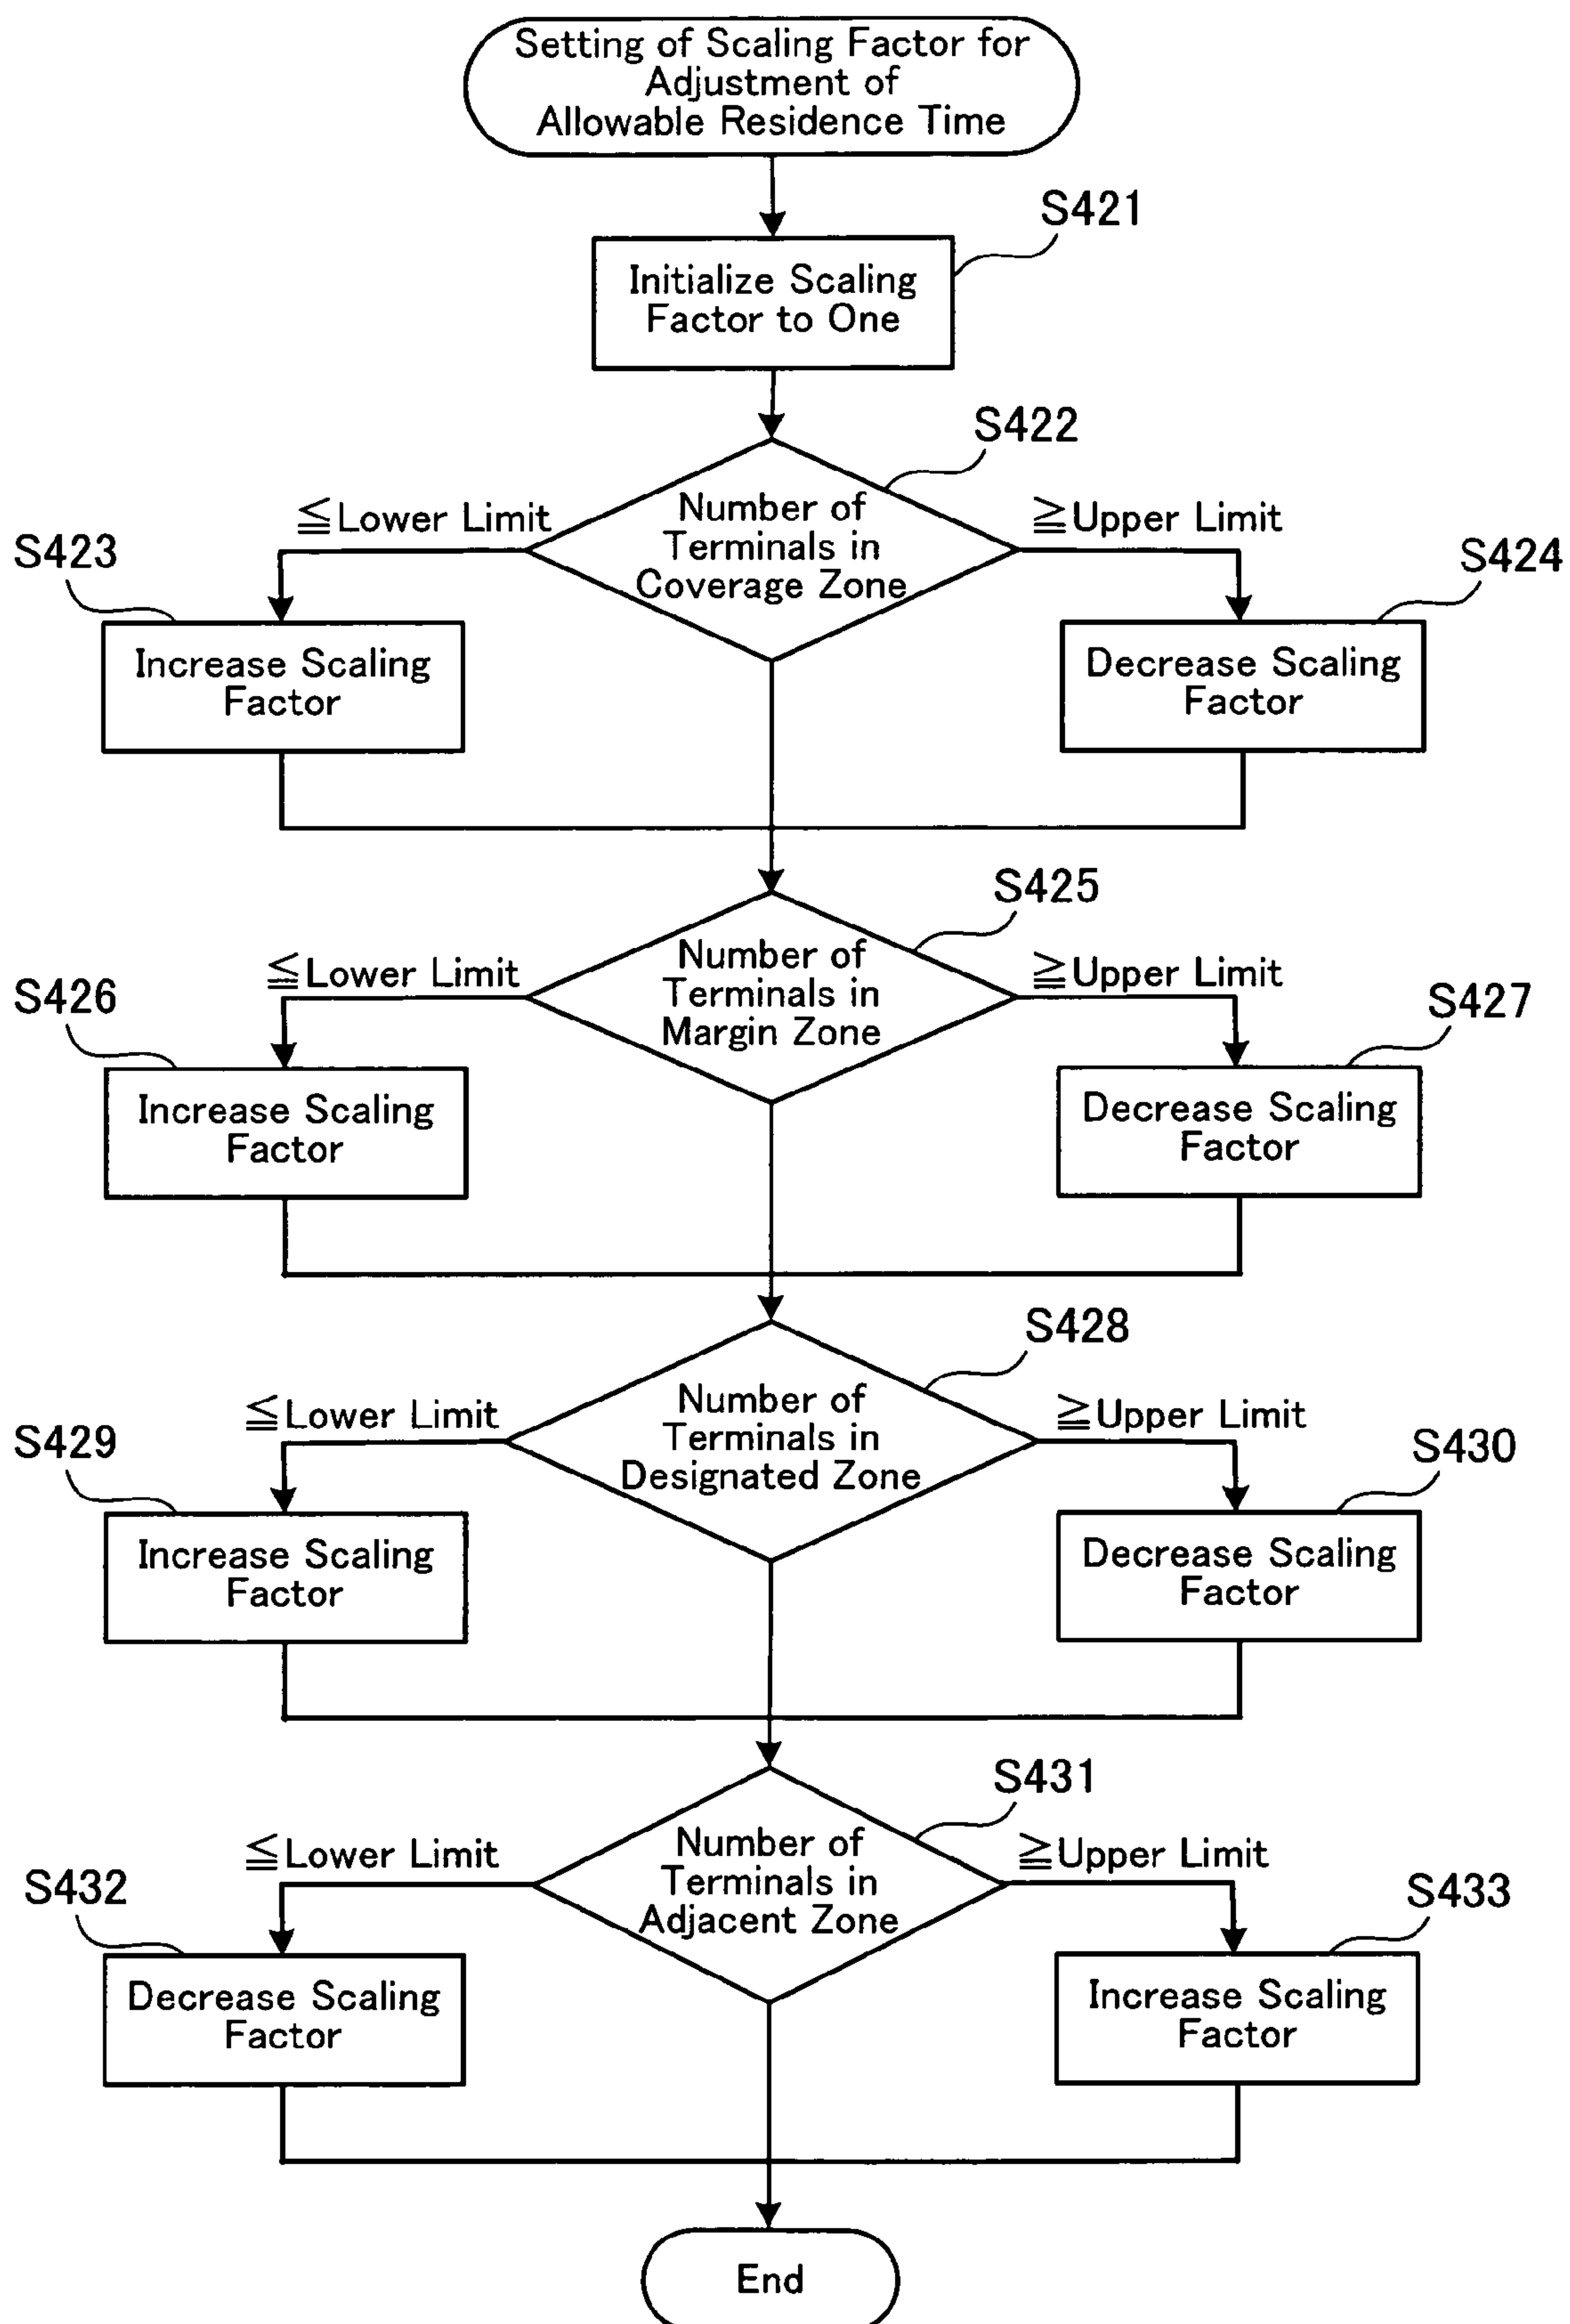 Setting of Scaling Factor for
Adjustment of
Allowable Residence Time
S421
Initialize Scaling
Factor to One
S422
Number of
Terminals in
Coverage Zone
≦Lower Limit
≧Upper Limit
S423
Increase Scaling
Factor
S424
Decrease Scaling
Factor
S425
Number of
Terminals in
Margin Zone
≦Lower Limit
≧Upper Limit
S426
Increase Scaling
Factor
S427
Decrease Scaling
Factor
S428
Number of
Terminals in
Designated Zone
≦Lower Limit
≧Upper Limit
S429
Increase Scaling
Factor
S430
Decrease Scaling
Factor
S431
Number of
Terminals in
Adjacent Zone
≦Lower Limit
≧Upper Limit
S432
Decrease Scaling
Factor
S433
Increase Scaling
Factor
End